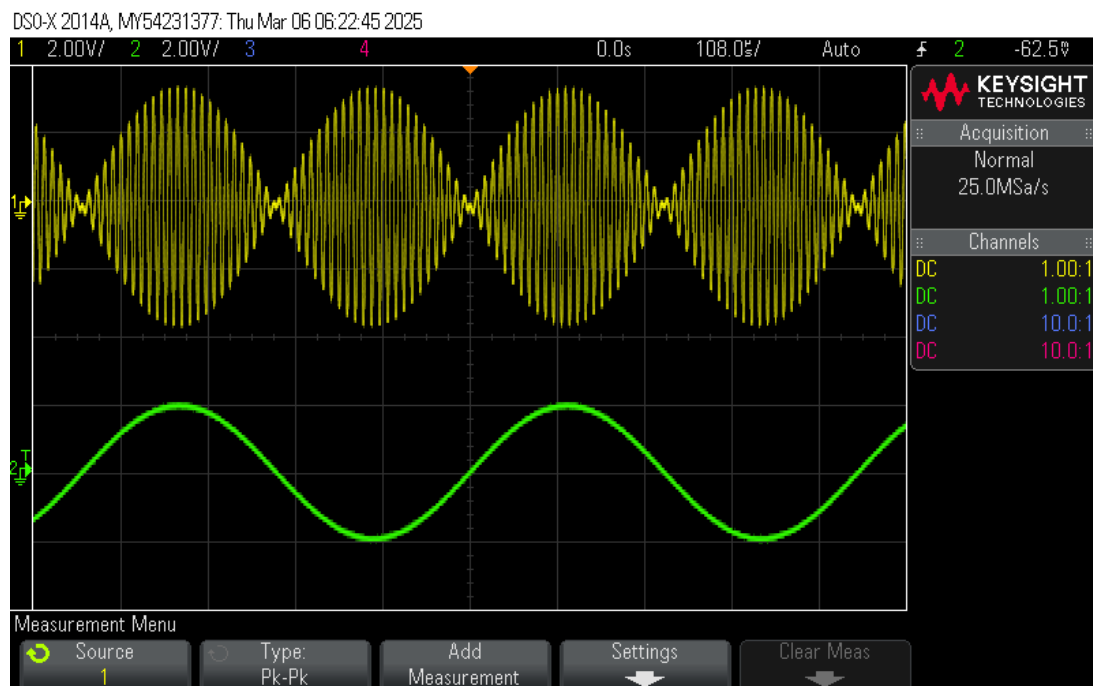 DSO-X 2014A, MY54231377: Thu Mar 06 06:22:45 2025
1 2.00V/ 2 2.00V/ 3 4 0.0s 108.0µs/ Auto 2 -62.5mV
KEYSIGHT
TECHNOLOGIES
Acquisition
Normal
25.0MSa/s
Channels
DC 1.00:1
DC 1.00:1
DC 10.0:1
DC 10.0:1
1
T
2
Measurement Menu
Source
1
Type:
Pk-Pk
Add
Measurement
Settings
Clear Meas